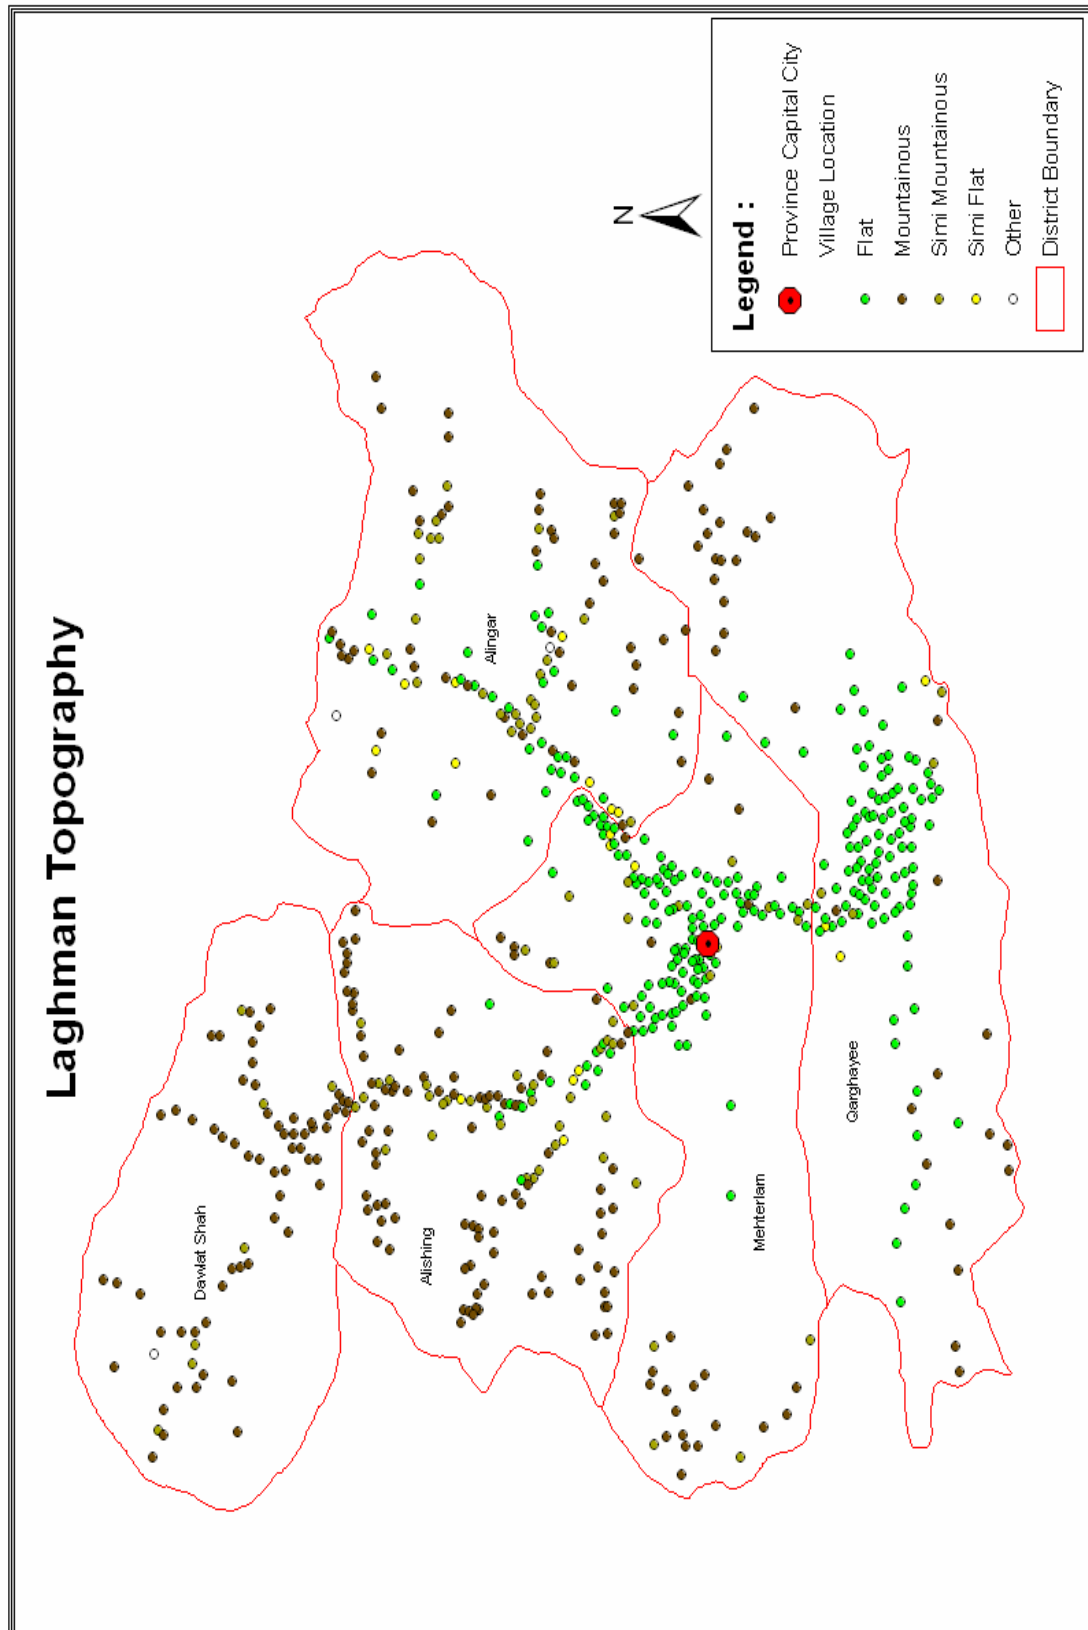 Laghman Topography
Dawlat Shah
Alishing
Alingar
Mehterlam
Qarghayee
N
Legend :
Province Capital City
Village Location
Flat
Mountainous
Simi Mountainous
Simi Flat
Other
District Boundary